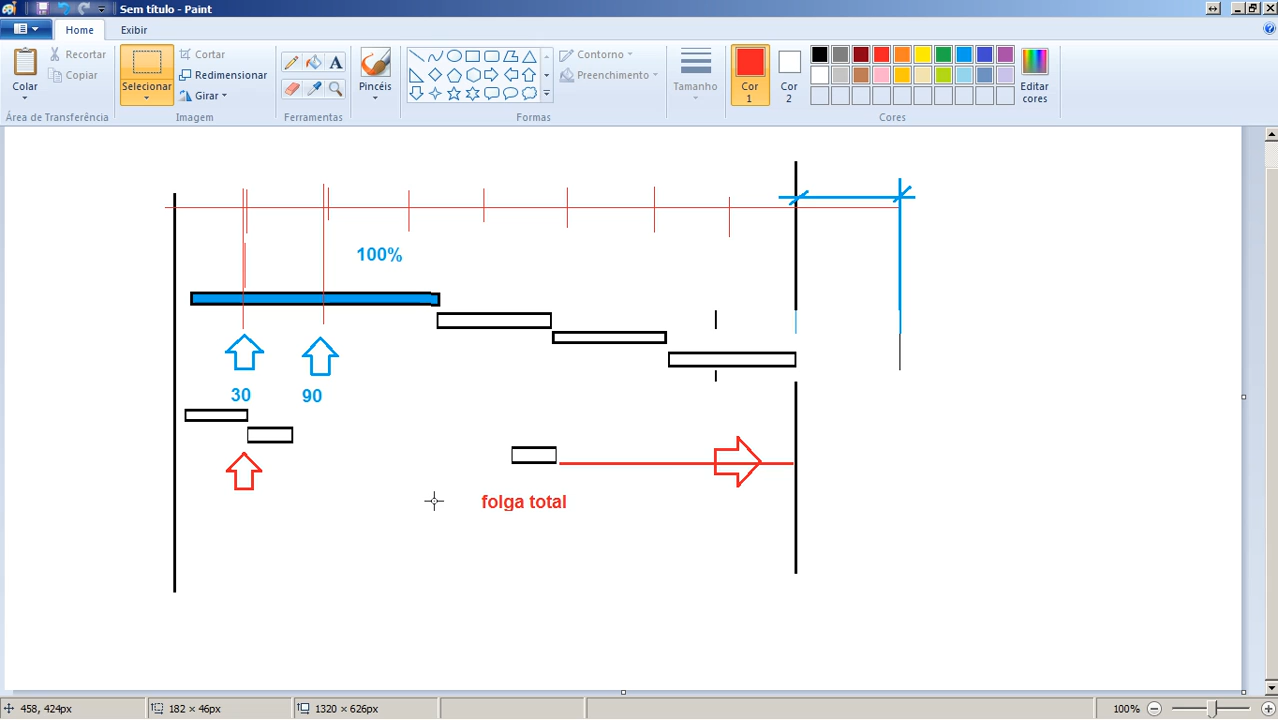 Sem título - Paint
Home
Exibir
Colar
Recortar
Copiar
Área de Transferência
Selecionar
Cortar
Redimensionar
Girar
Imagem
A
Ferramentas
Pincéis
Formas
Contorno
Preenchimento
Tamanho
Cor
1
Cor
2
Cores
Editar
cores
100%
30
90
folga total
458, 424px
182 × 46px
1320 × 626px
100%